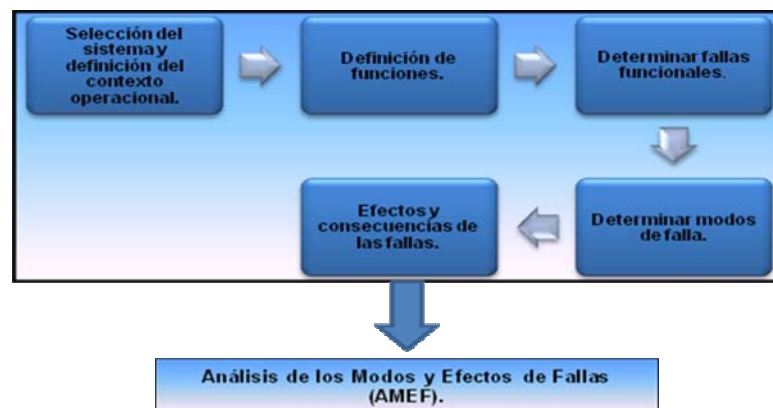 Selección del
sistema y
definición del
contexto
operacional.
Definición de
funciones.
Determinar fallas
funcionales.
Determinar modos
de falla.
Efectos y
consecuencias de
las fallas.
Análisis de los Modos y Efectos de Fallas
(AMEF).